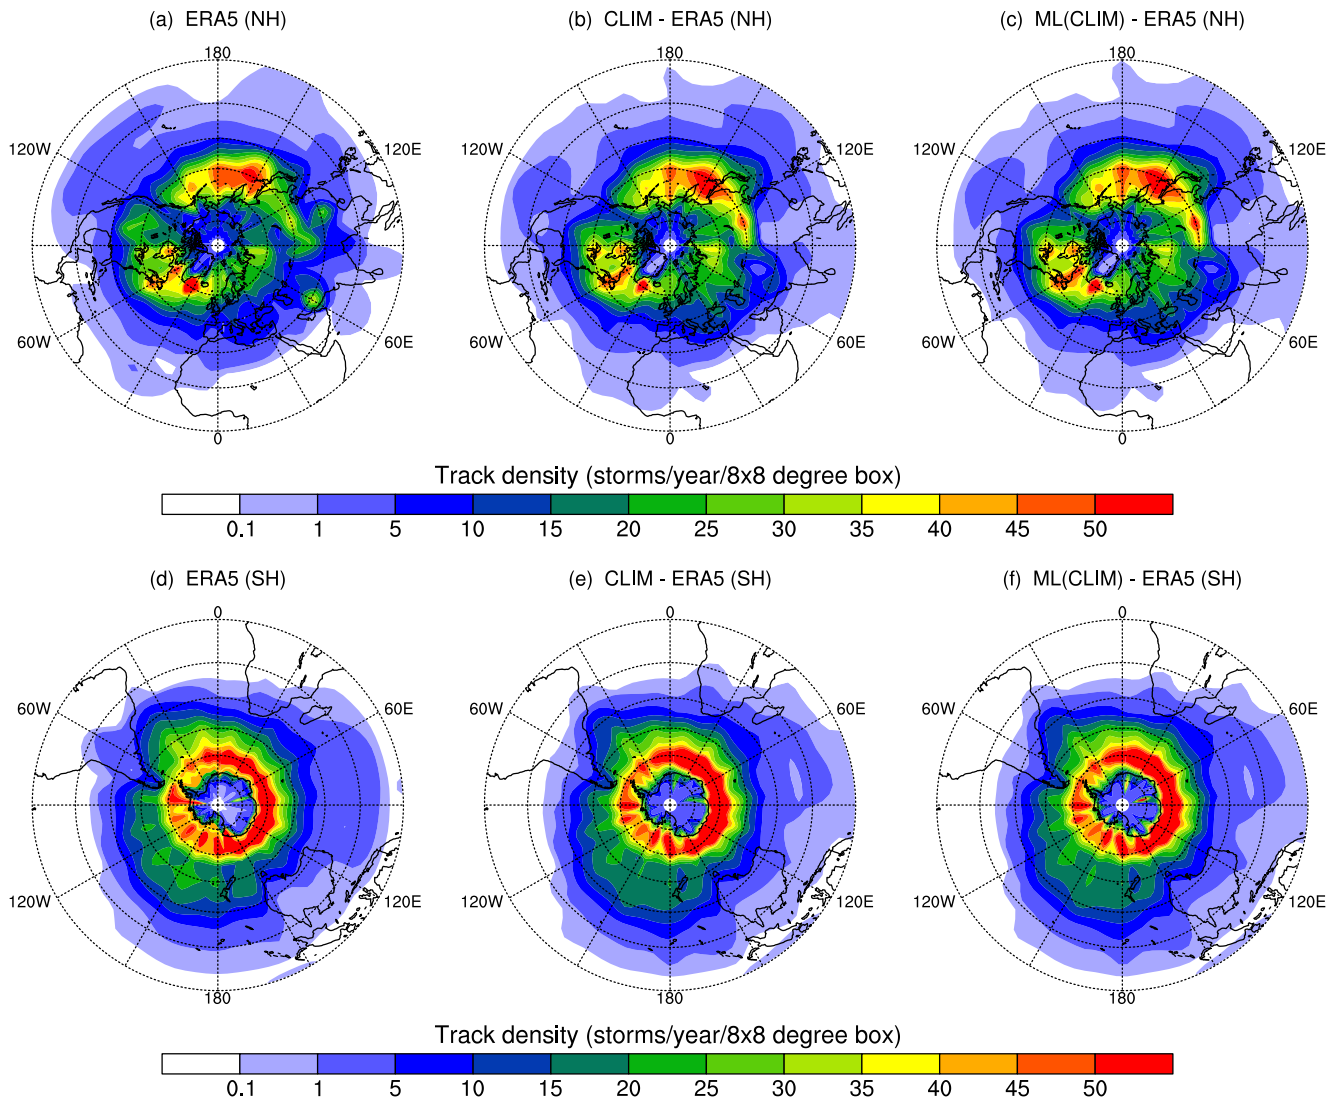 (a) ERA5 (NH)
(b) CLIM - ERA5 (NH)
(c) ML(CLIM) - ERA5 (NH)
180
180
180
120W
120E
120W
120E
120W
120E
60W
60E
60W
60E
60W
60E
0
0
0
Track density (storms/year/8x8 degree box)
0.1 1 5 10 15 20 25 30 35 40 45 50
(d) ERA5 (SH)
(e) CLIM - ERA5 (SH)
(f) ML(CLIM) - ERA5 (SH)
0
0
0
60W
60E
60W
60E
60W
60E
120W
120E
120W
120E
120W
120E
180
180
180
Track density (storms/year/8x8 degree box)
0.1 1 5 10 15 20 25 30 35 40 45 50